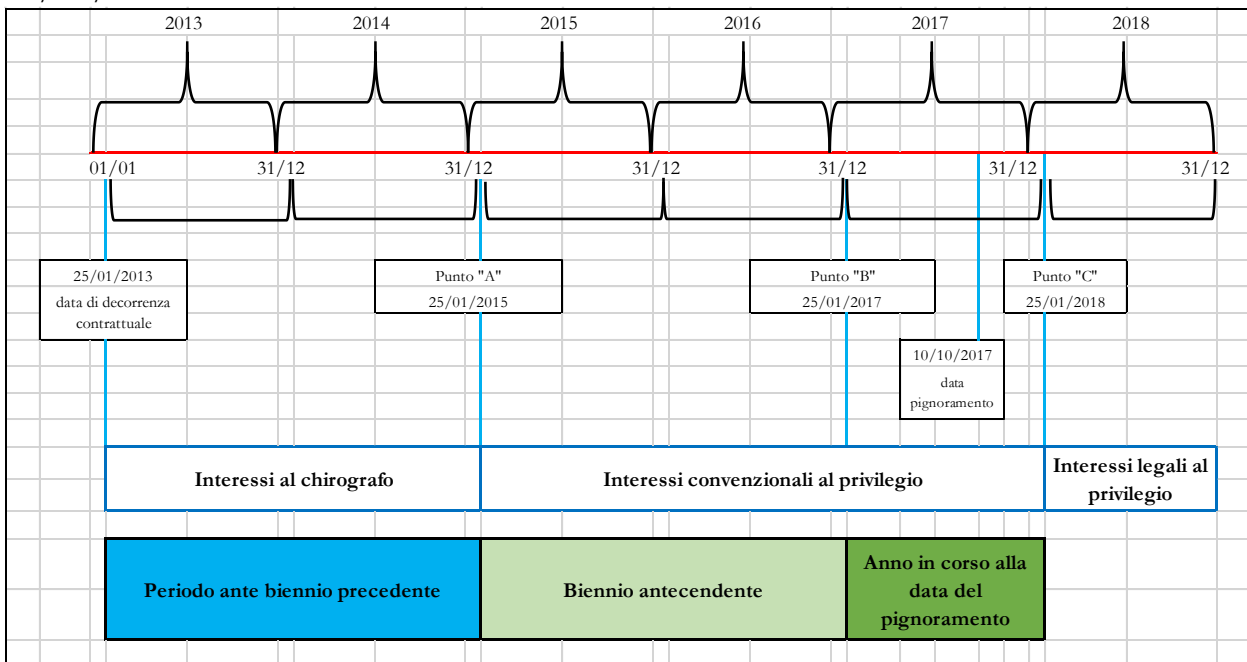 2013 2014 2015 2016 2017 2018
01/01 31/12 31/12 31/12 31/12 31/12 31/12
25/01/2013
data di decorrenza
contrattuale
Punto "A"
25/01/2015
Punto "B"
25/01/2017
Punto "C"
25/01/2018
10/10/2017
data
pignoramento
Interessi al chirografo
Interessi convenzionali al privilegio
Interessi legali al
privilegio
Periodo ante biennio precedente
Biennio antecendente
Anno in corso alla
data del
pignoramento